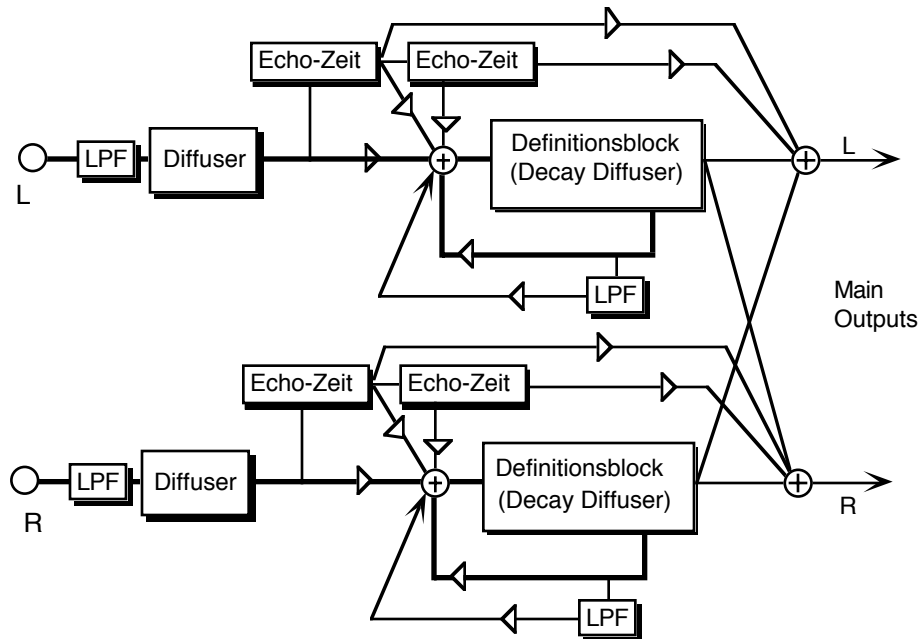 Echo-Zeit
Echo-Zeit
L
LPF
Diffuser
Definitionsblock
(Decay Diffuser)
L
LPF
Main
Outputs
Echo-Zeit
Echo-Zeit
R
LPF
Diffuser
Definitionsblock
(Decay Diffuser)
R
LPF